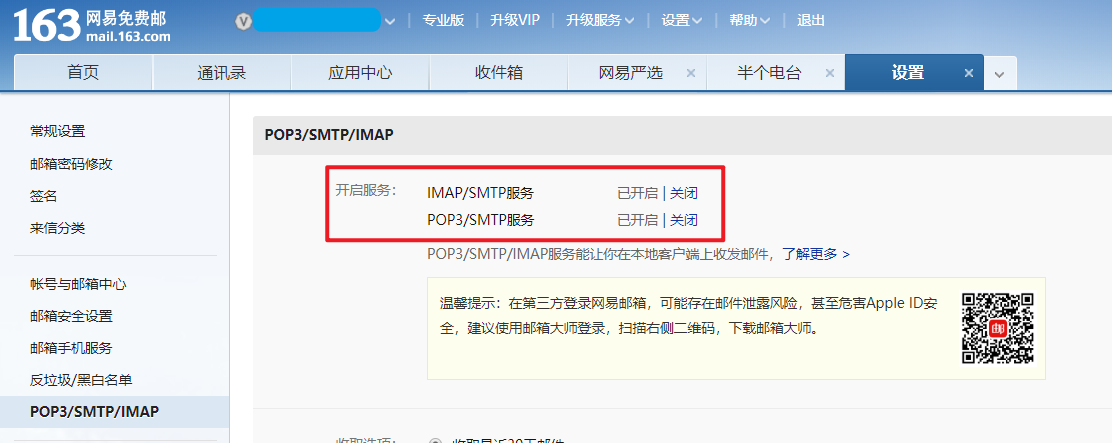 163 网易免费邮
mail.163.com
V
专业版 | 升级VIP | 升级服务 | 设置 | 帮助 | 退出
首页 通讯录 应用中心 收件箱 网易严选 × 半个电台 × 设置 ×
常规设置
邮箱密码修改
签名
来信分类
帐号与邮箱中心
邮箱安全设置
邮箱手机服务
反垃圾/黑白名单
POP3/SMTP/IMAP
POP3/SMTP/IMAP
开启服务： IMAP/SMTP服务 已开启 | 关闭
POP3/SMTP服务 已开启 | 关闭
POP3/SMTP/IMAP服务能让你在本地客户端上收发邮件，了解更多 >
温馨提示：在第三方登录网易邮箱，可能存在邮件泄露风险，甚至危害Apple ID安
全，建议使用邮箱大师登录，扫描右侧二维码，下载邮箱大师。
邮
收取选项： 收取最近30天邮件